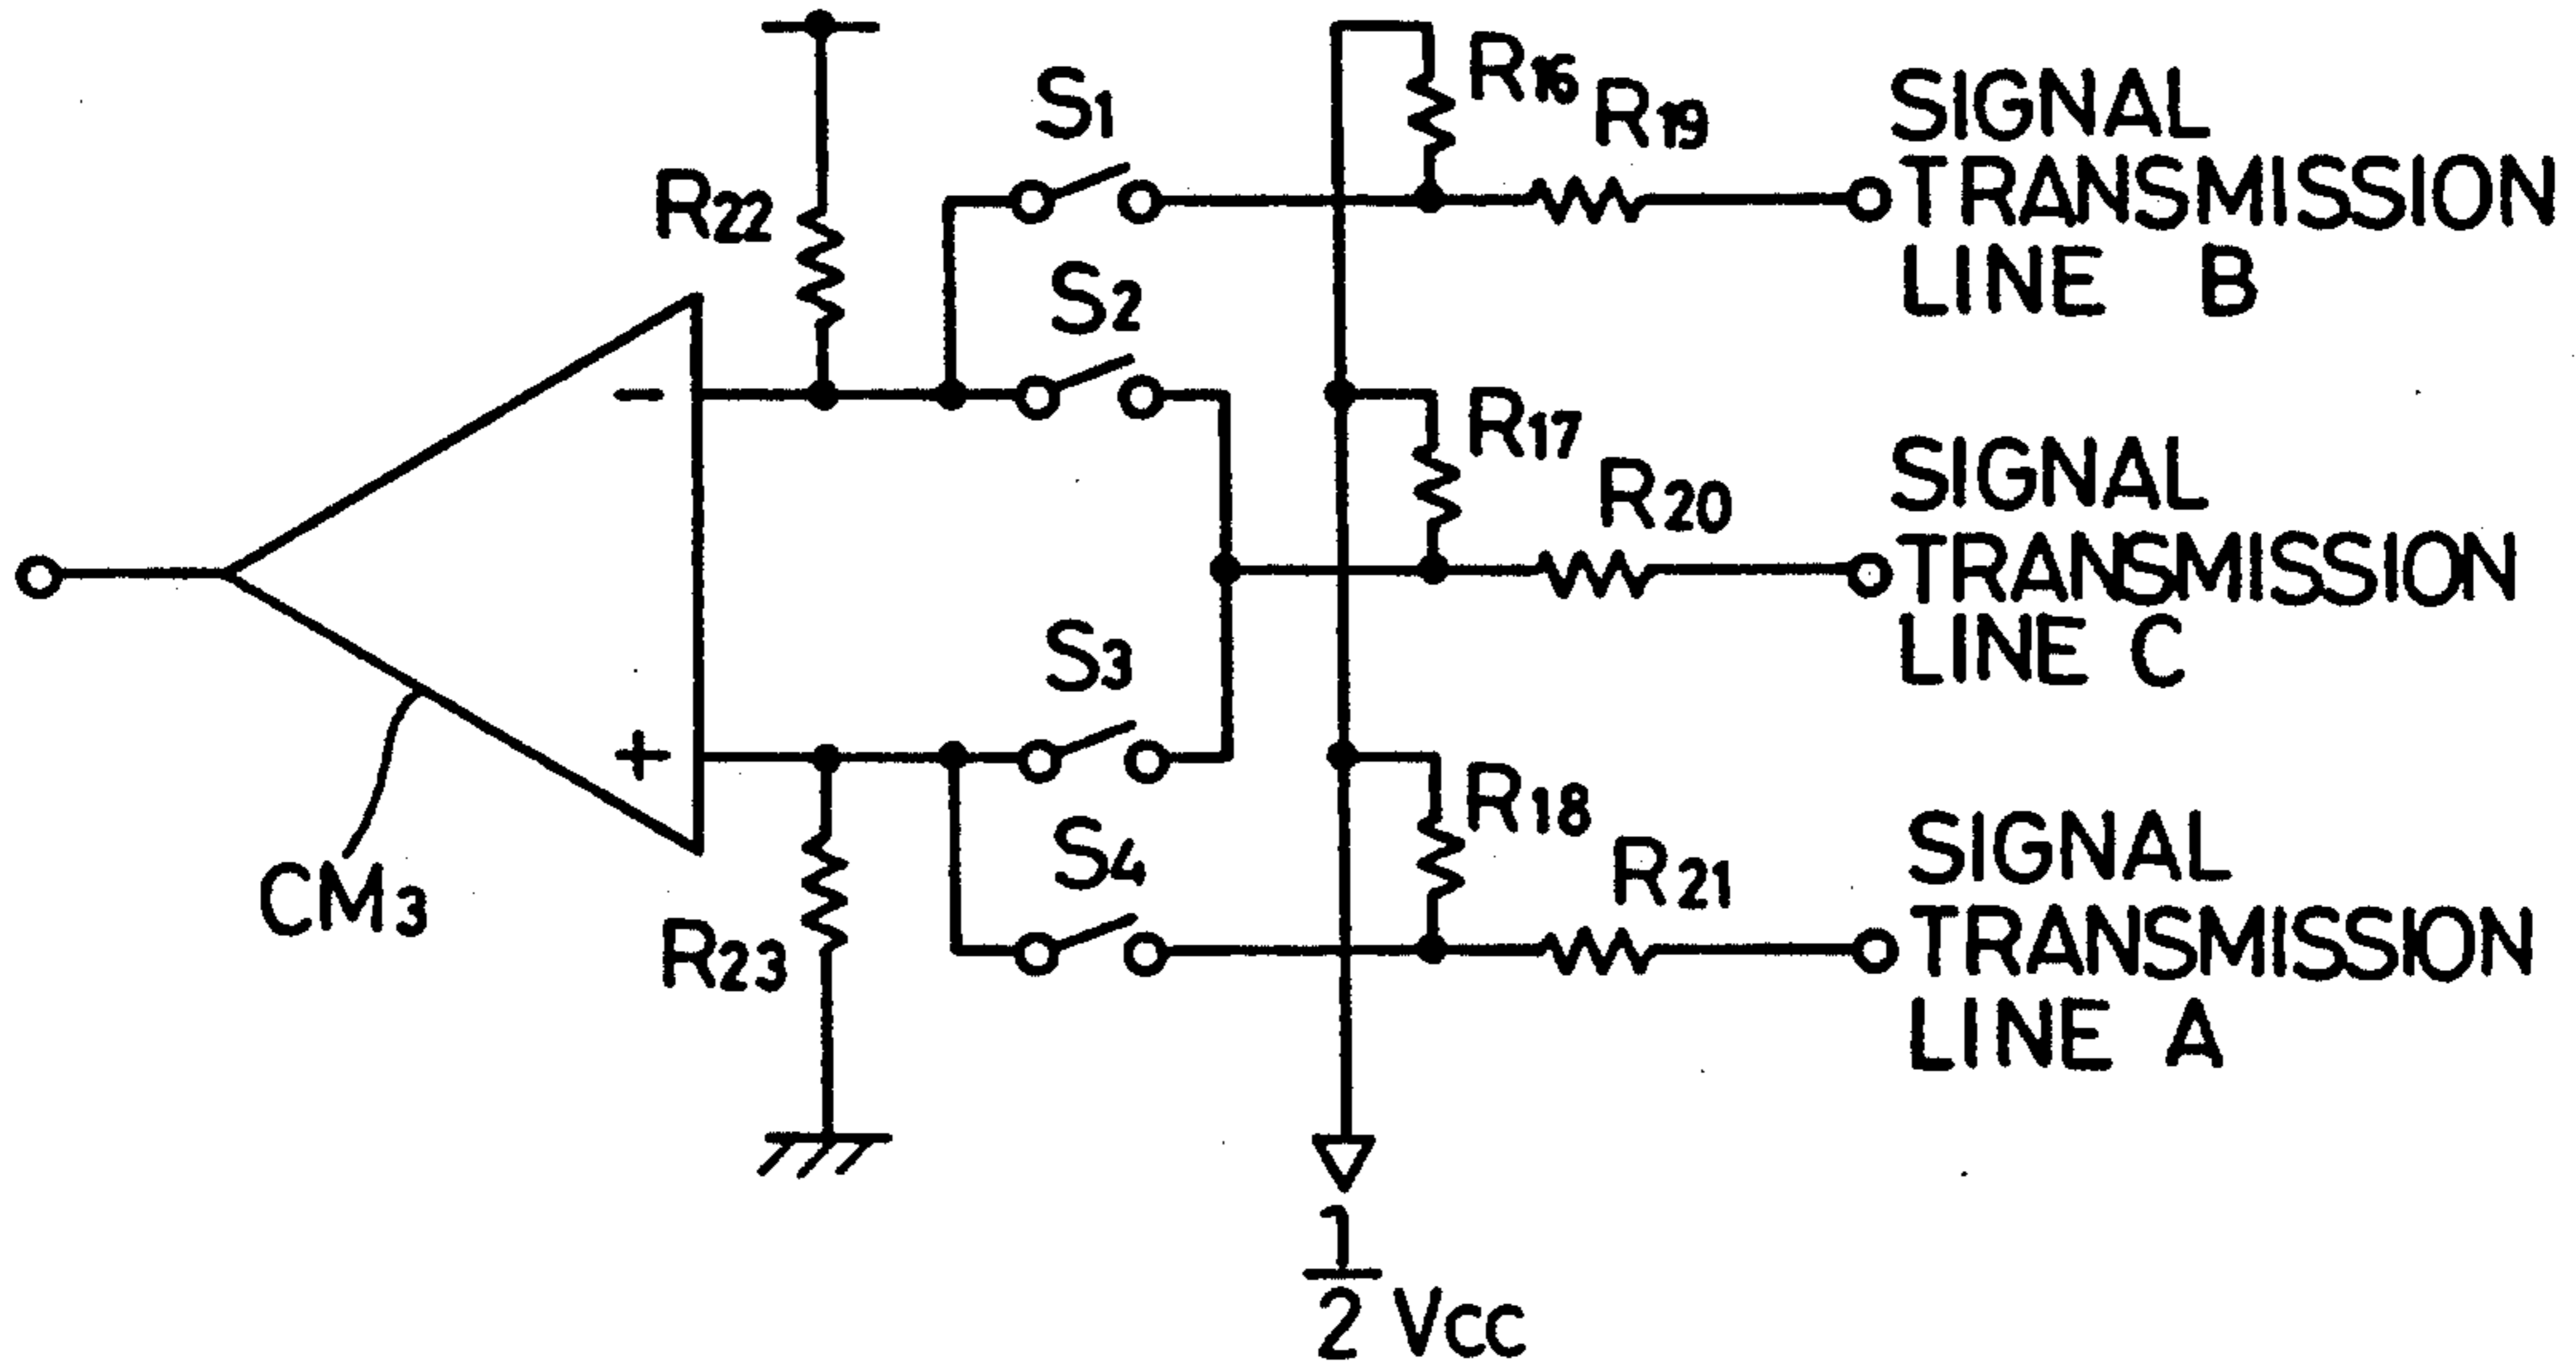 R16
R19
S1
SIGNAL
TRANSMISSION
LINE B
R22
S2
-
R17
R20
SIGNAL
TRANSMISSION
LINE C
S3
+
R18
R21
S4
SIGNAL
TRANSMISSION
LINE A
CM3
R23
1
2 Vcc